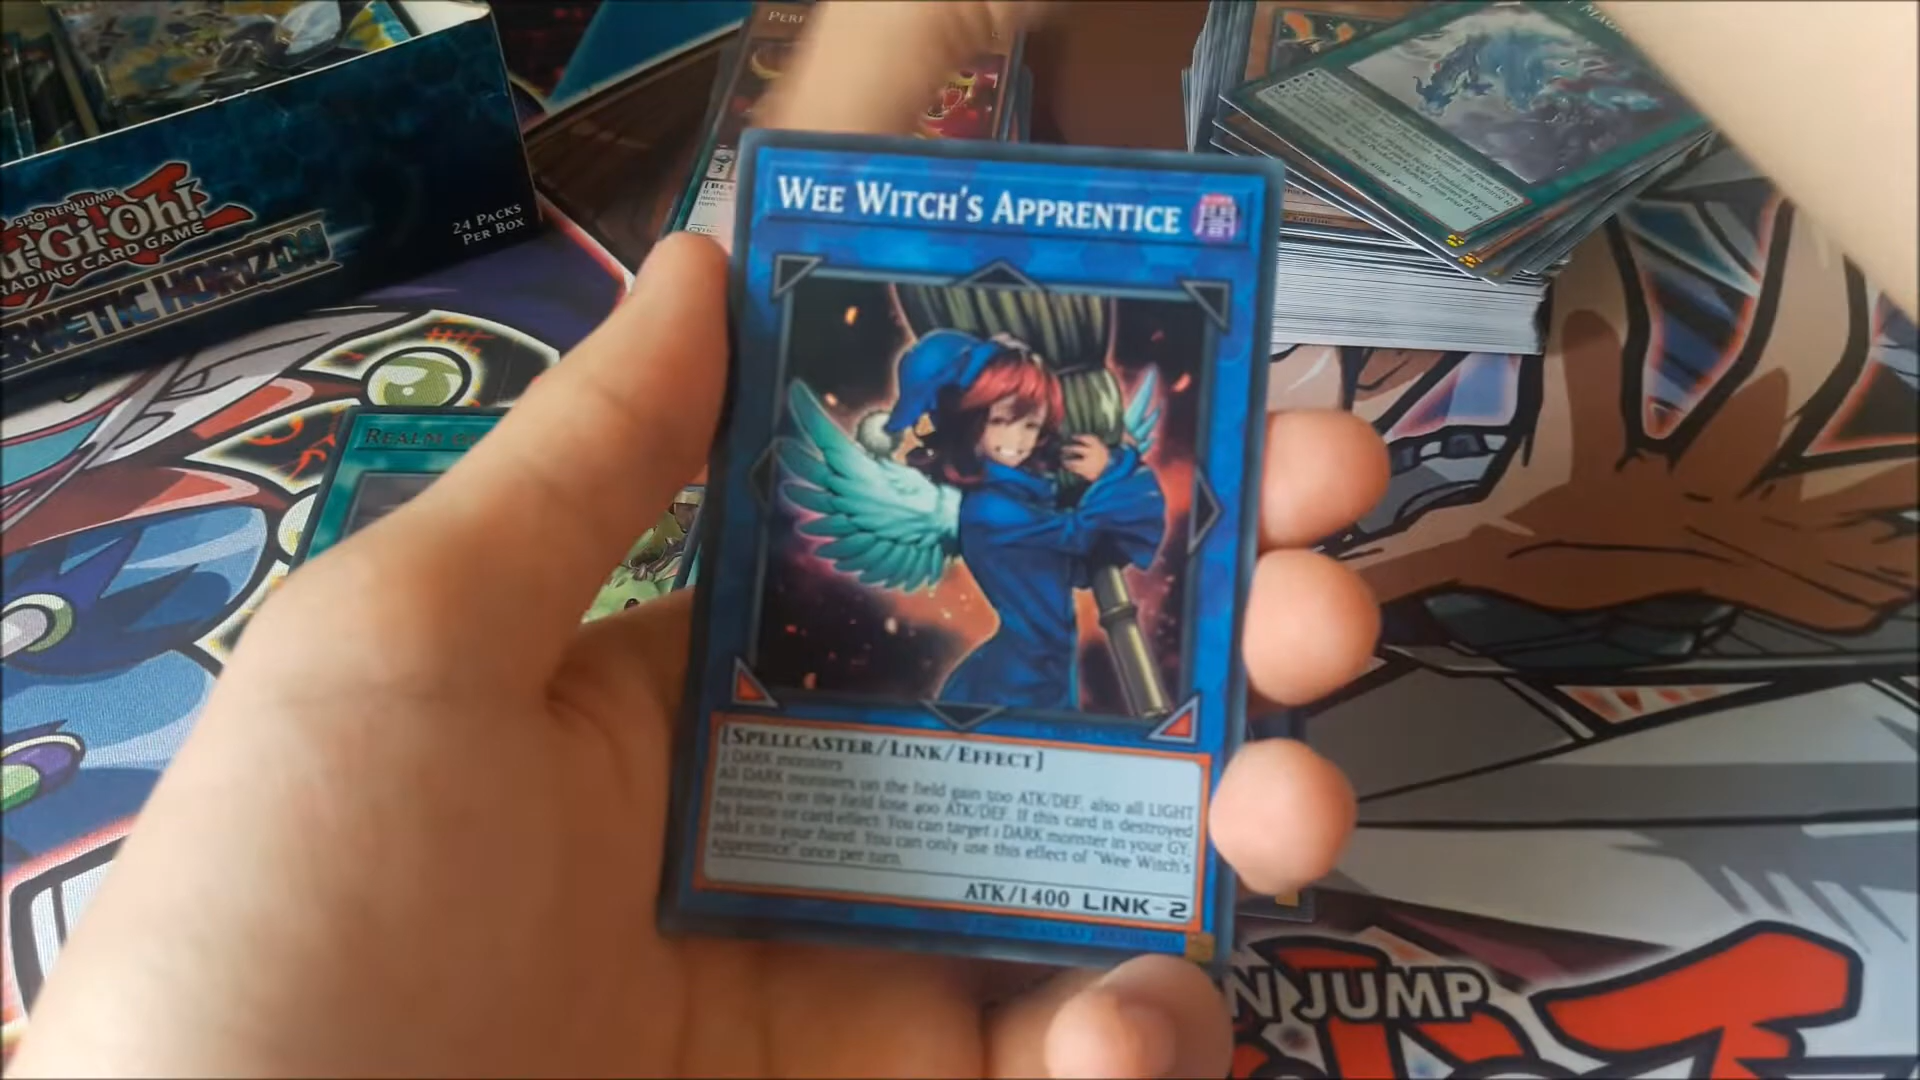 SHONEN JUMP
u-Gi-Oh!
TRADING CARD GAME
ERNETIC HORIZON
24 PACKS
PER BOX
PERF
3
REALM
WEE WITCH'S APPRENTICE
[SPELLCASTER/LINK/EFFECT]
2 DARK monsters
All DARK monsters on the field gain 500 ATK/DEF, also all LIGHT
monsters on the field lose 400 ATK/DEF. If this card is destroyed
by battle or card effect: You can target 1 DARK monster in your GY;
add it to your hand. You can only use this effect of "Wee Witch's
Apprentice" once per turn.
ATK/1400 LINK-2
N JUMP